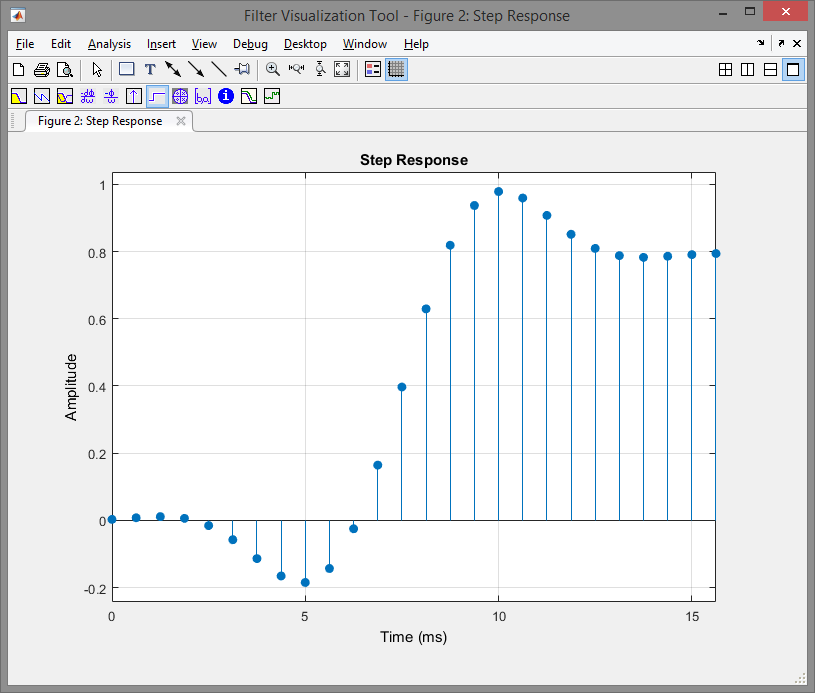 Filter Visualization Tool - Figure 2: Step Response
File Edit Analysis Insert View Debug Desktop Window Help
Figure 2: Step Response
Step Response
1
0.8
0.6
0.4
0.2
0
-0.2
Amplitude
0 5 10 15
Time (ms)